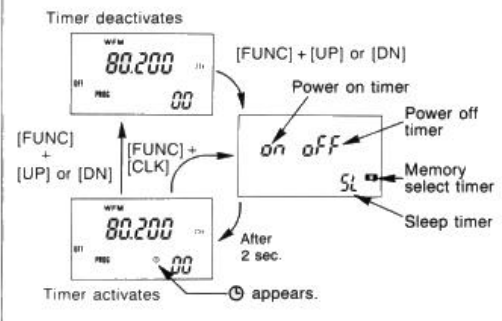 Timer deactivates
WFM
80.200
OFF
PROG
00
[FUNC] + [UP] or [DN]
Power on timer
Power off
timer
on oFF
SL
Memory
select timer
Sleep timer
[FUNC]
+
[UP] or [DN]
[FUNC] +
[CLK]
WFM
80.200
OFF
PROG
00
After
2 sec.
Timer activates
appears.